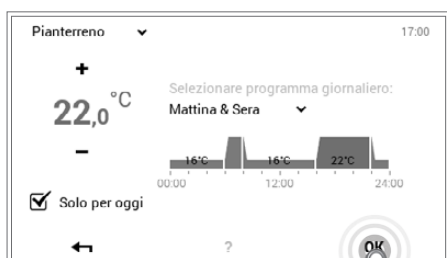 Pianterreno 17:00
+
Selezionare programma giornaliero:
22,0 °C
Mattina & Sera
−
16°C 16°C 22°C
00:00 12:00 24:00
Solo per oggi
? OK